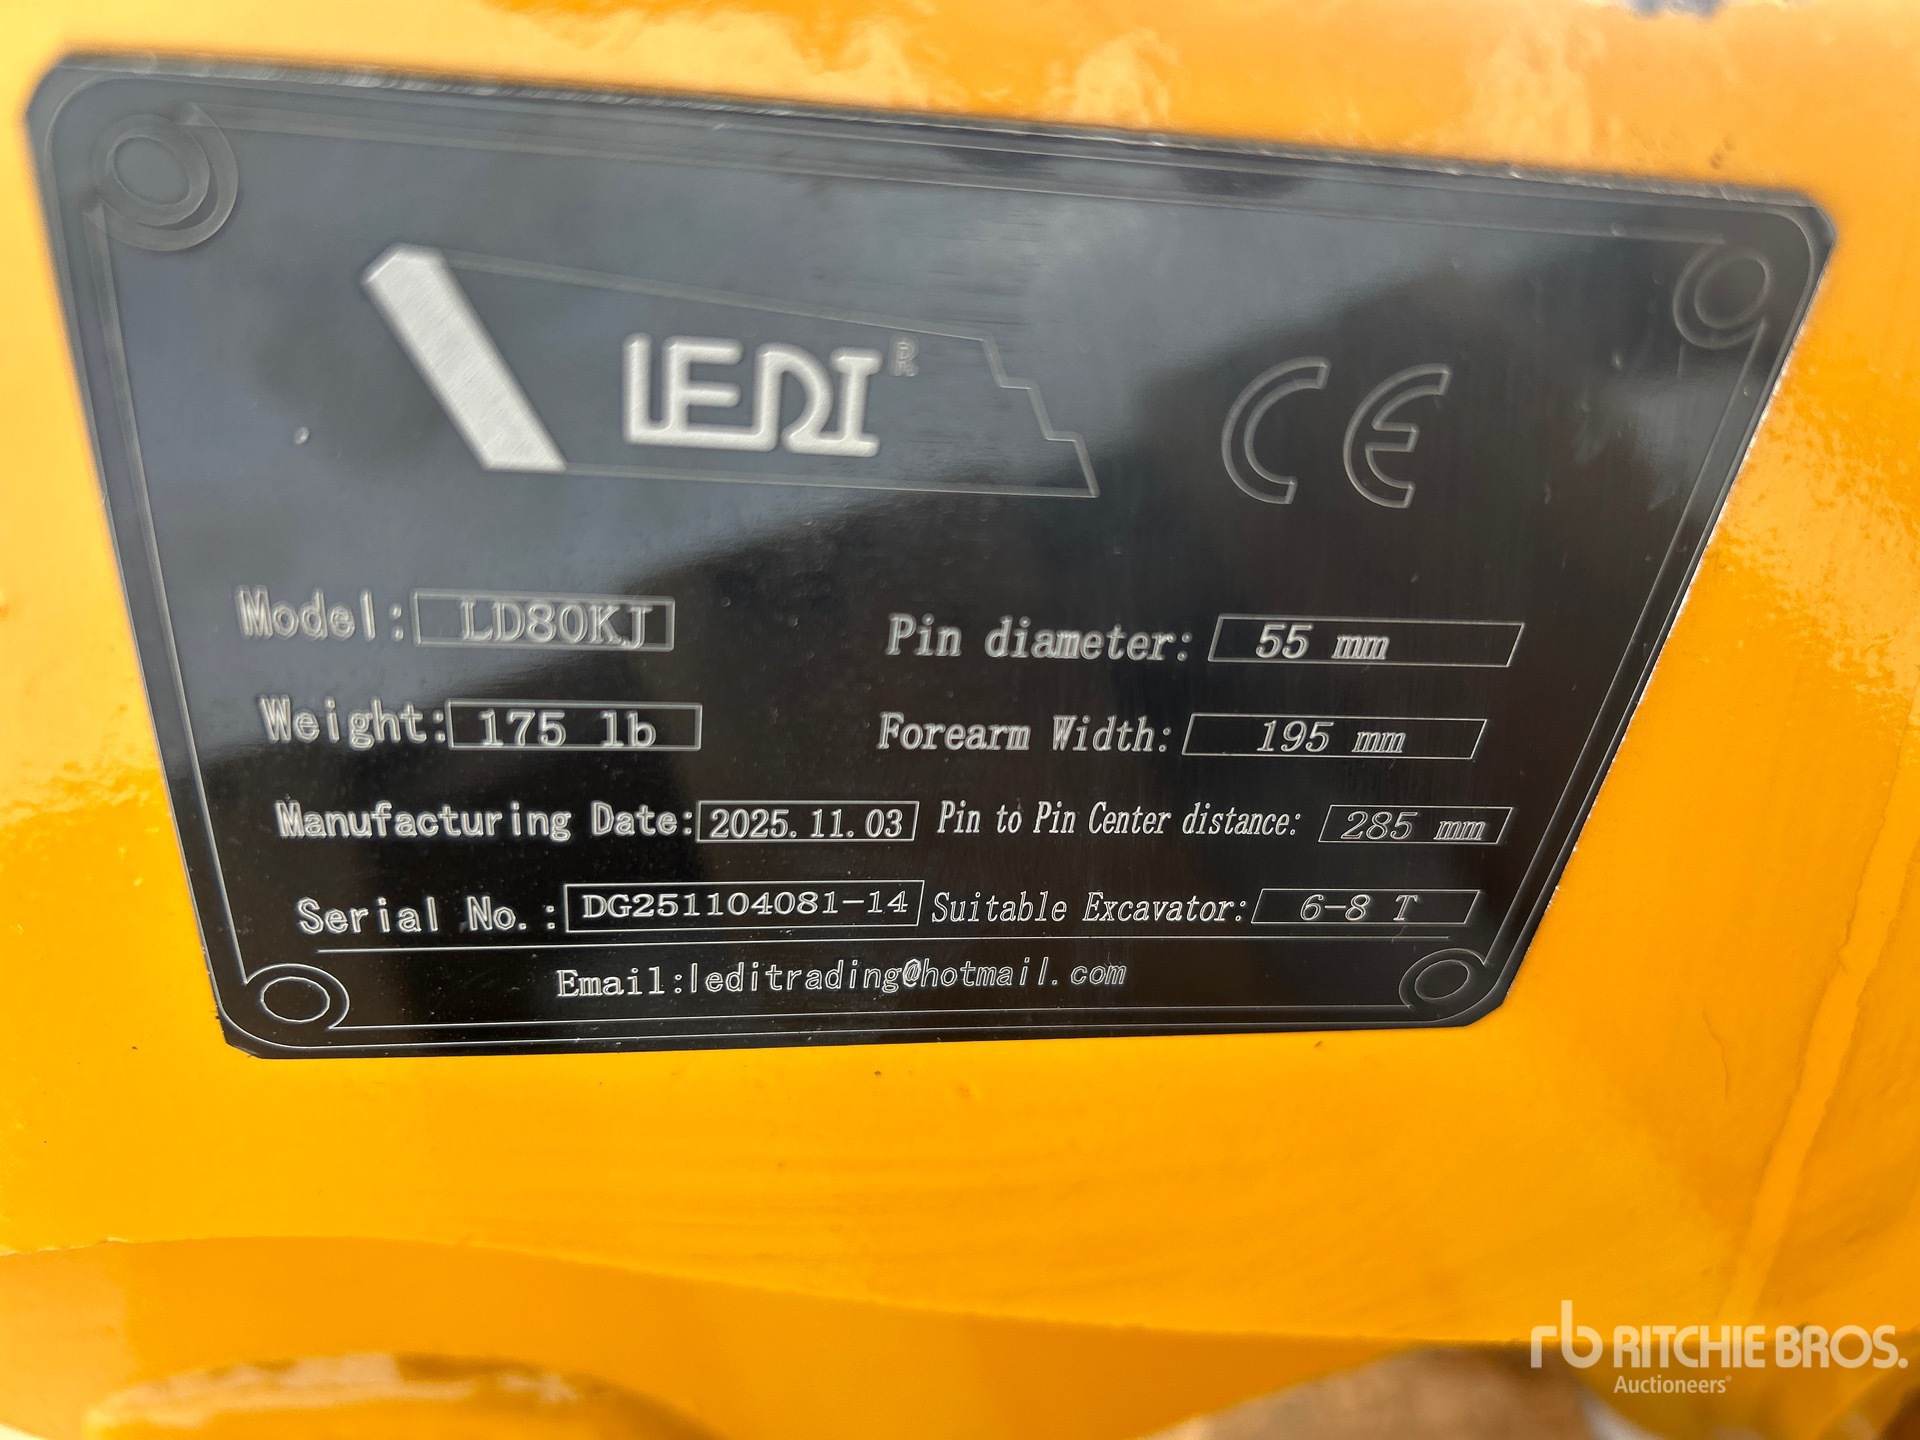 LEDI R
CE
Model: LD80KJ
Pin diameter: 55 mm
Weight: 175 lb
Forearm Width: 195 mm
Manufacturing Date: 2025.11.03
Pin to Pin Center distance: 285 mm
Serial No.: DG251104081-14
Suitable Excavator: 6-8 T
Email:leditrading@hotmail.com
rb RITCHIE BROS.
Auctioneers